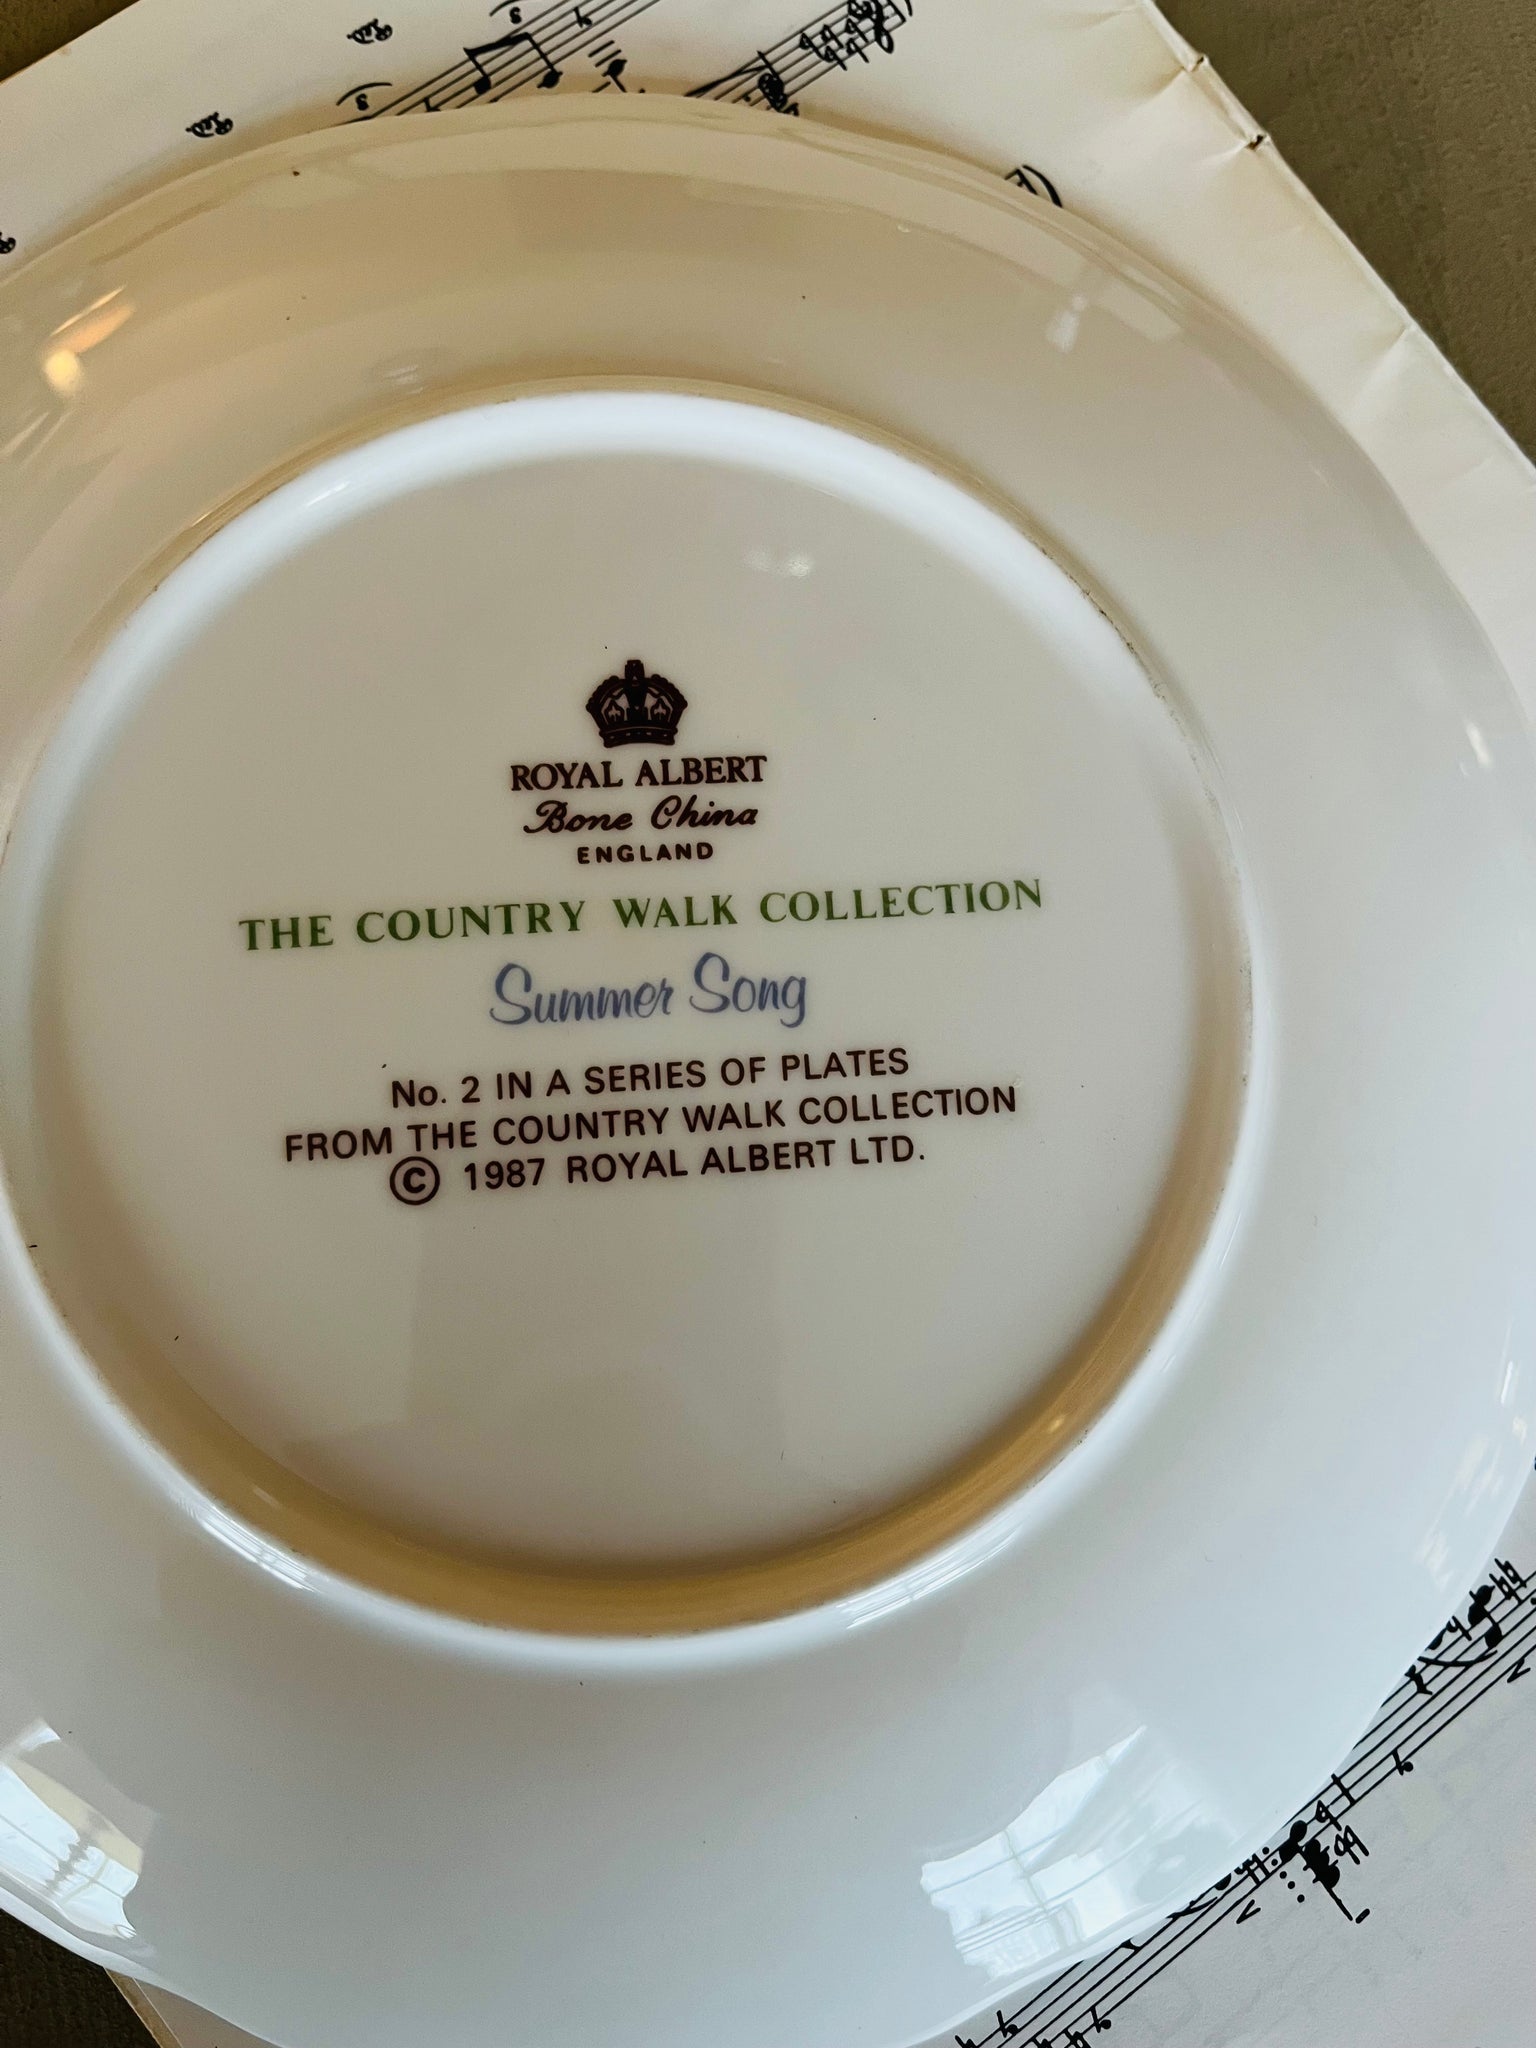 ROYAL ALBERT
Bone China
ENGLAND
THE COUNTRY WALK COLLECTION
Summer Song
No. 2 IN A SERIES OF PLATES
FROM THE COUNTRY WALK COLLECTION
© 1987 ROYAL ALBERT LTD.